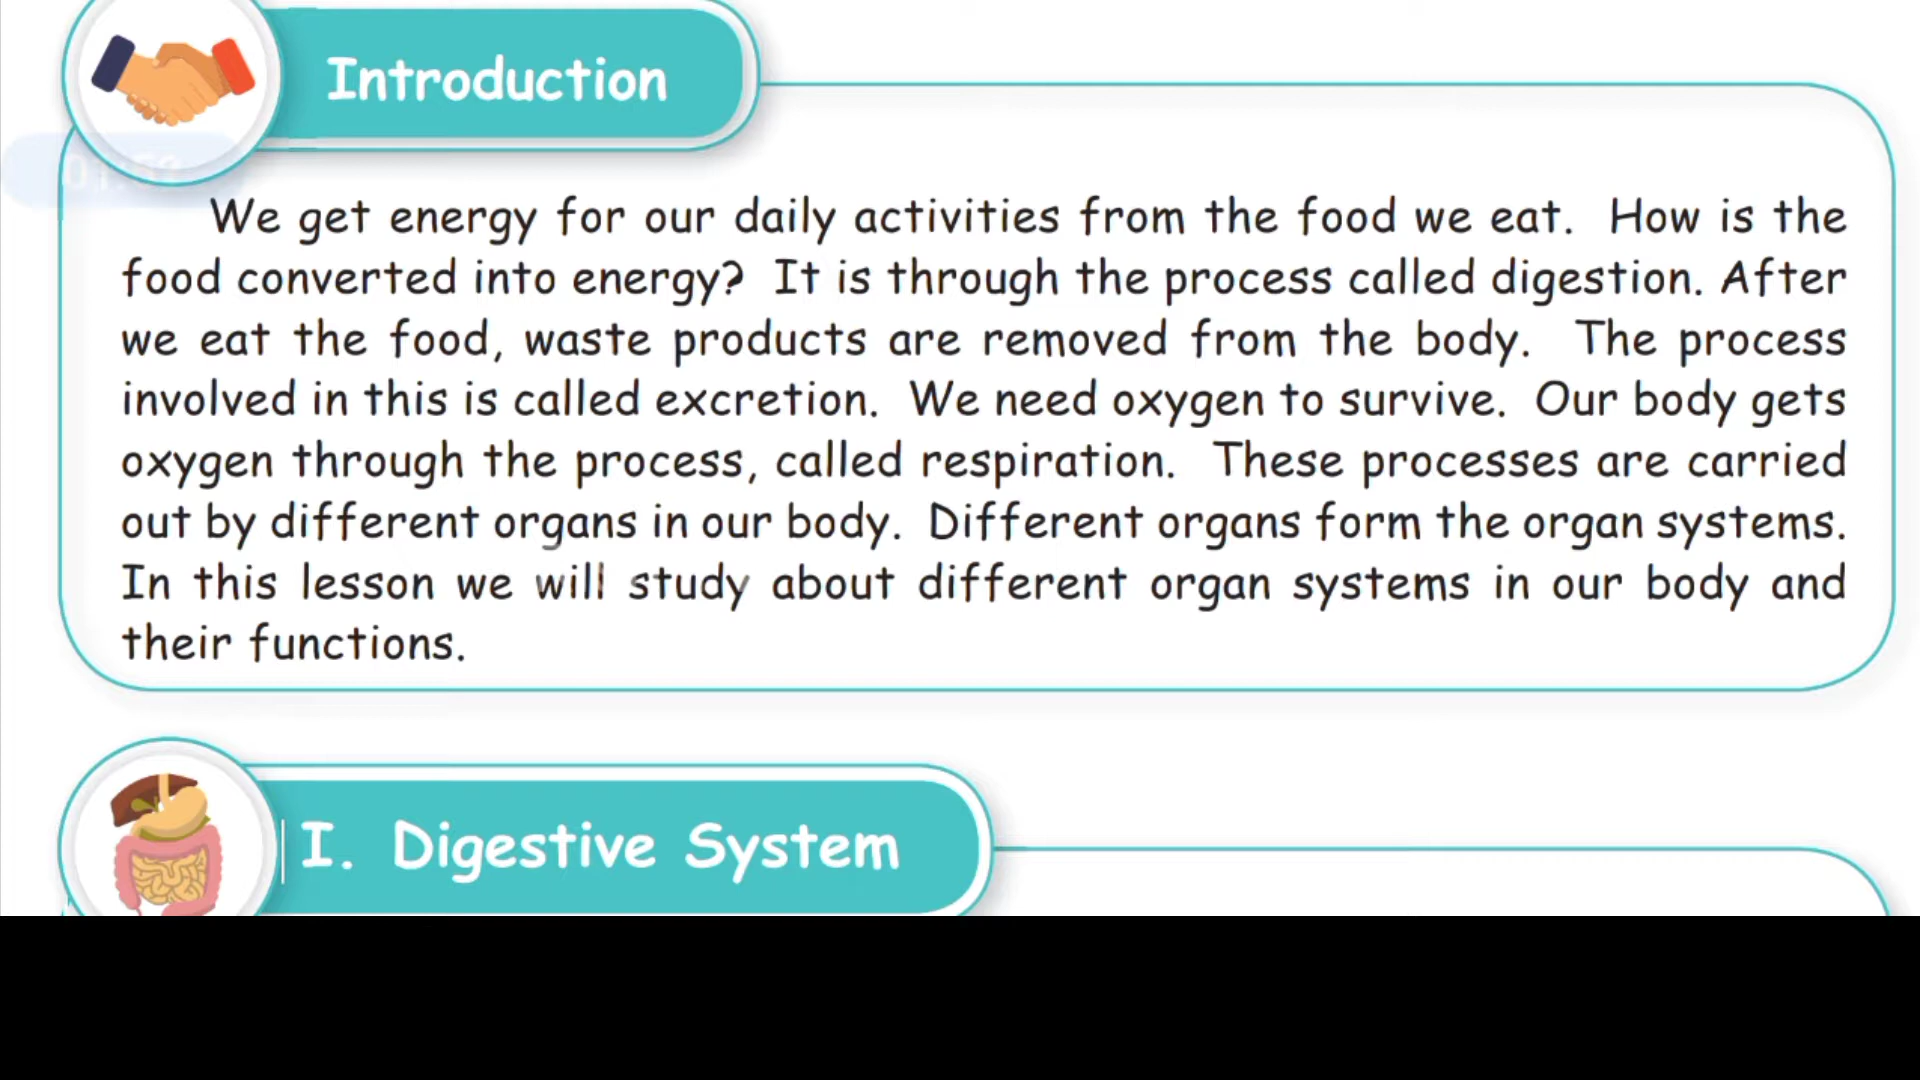 Introduction
We get energy for our daily activities from the food we eat. How is the
food converted into energy? It is through the process called digestion. After
we eat the food, waste products are removed from the body. The process
involved in this is called excretion. We need oxygen to survive. Our body gets
oxygen through the process, called respiration. These processes are carried
out by different organs in our body. Different organs form the organ systems.
In this lesson we will study about different organ systems in our body and
their functions.
I. Digestive System